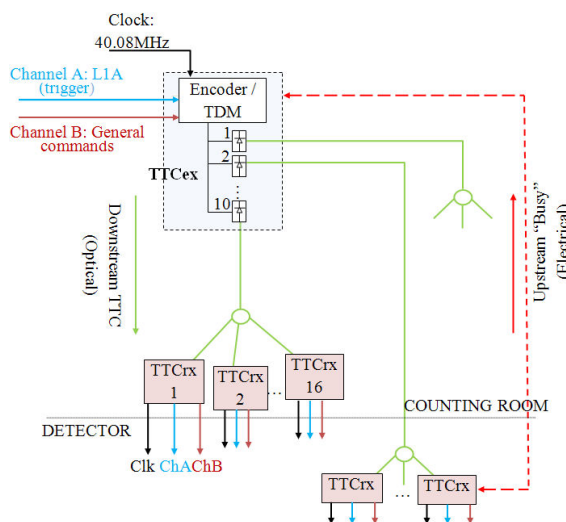 Clock:
40.08MHz
Channel A: L1A
(trigger)
Channel B: General
commands
Encoder /
TDM
1
2
TTCex
⋮
10
Downstream TTC
(Optical)
Upstream "Busy"
(Electrical)
TTCrx
1
TTCrx
2
...
TTCrx
16
COUNTING ROOM
DETECTOR
Clk ChA ChB
TTCrx
...
TTCrx